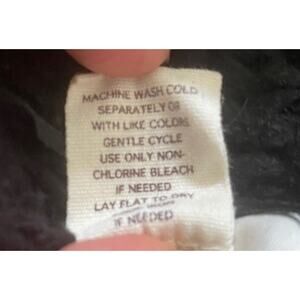 MACHINE WASH COLD
SEPARATELY OR
WITH LIKE COLORS
GENTLE CYCLE
USE ONLY NON-
CHLORINE BLEACH
IF NEEDED
LAY FLAT TO DRY
IF NEEDED